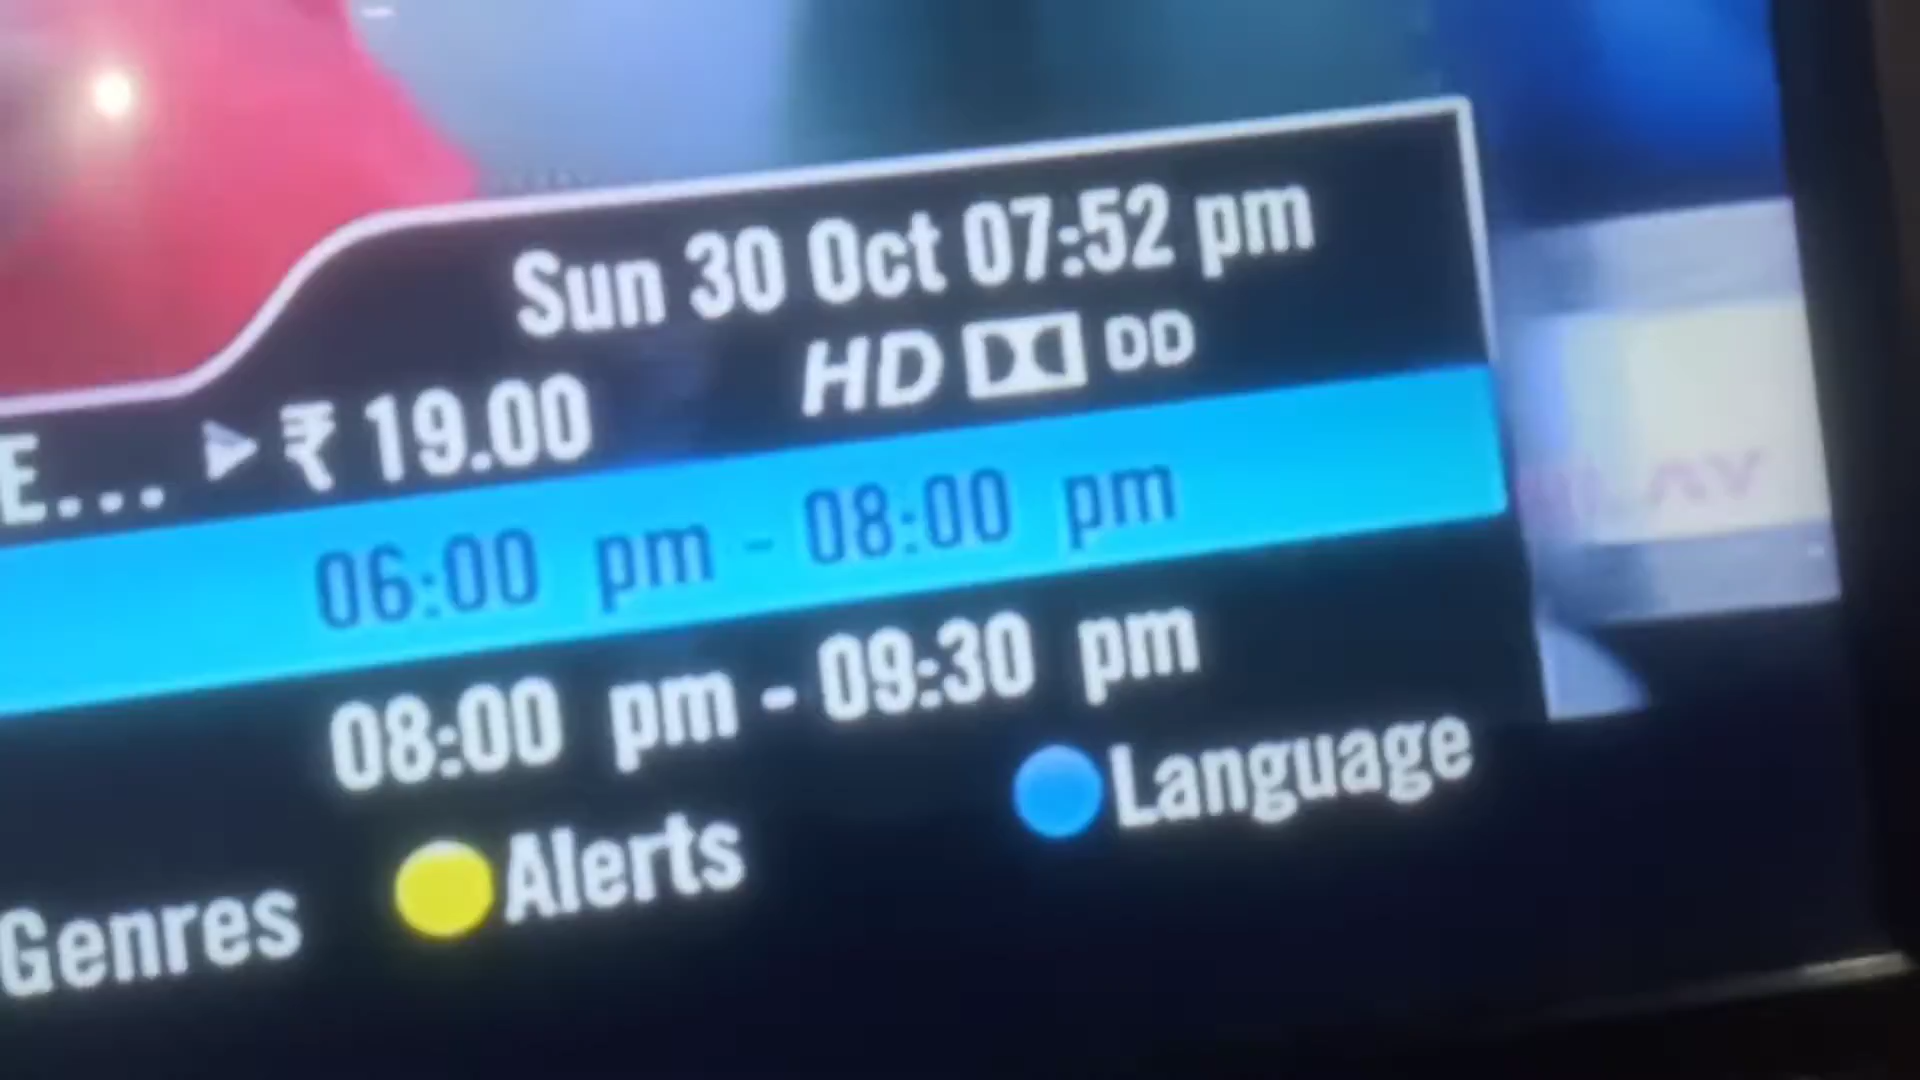 Sun 30 Oct 07:52 pm
HD DD
E... ₹ 19.00
06:00 pm - 08:00 pm
08:00 pm - 09:30 pm
Genres Alerts Language